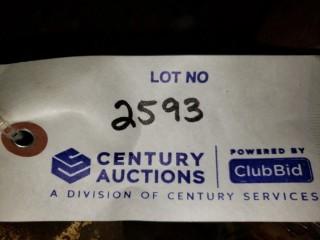 LOT NO
2593
CENTURY AUCTIONS
POWERED BY
ClubBid
A DIVISION OF CENTURY SERVICES